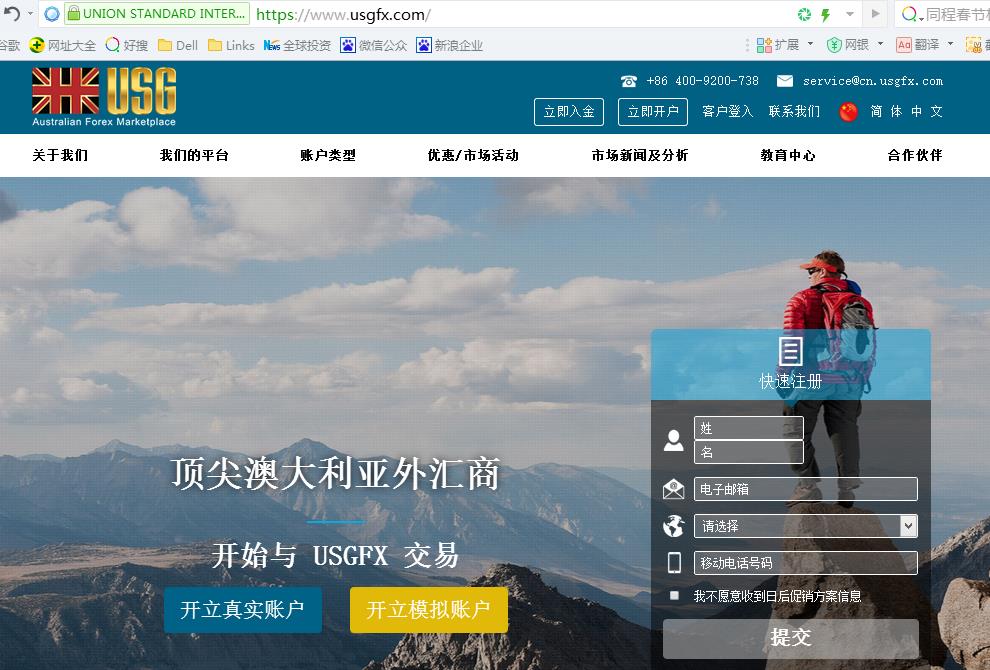 UNION STANDARD INTER...
https://www.usgfx.com/
同程春节
谷歌
网址大全
好搜
Dell
Links
News
全球投资
微信公众
新浪企业
扩展
网银
Aa
翻译
USG
Australian Forex Marketplace
+86 400-9200-738
service@cn.usgfx.com
立即入金
立即开户
客户登入
联系我们
简 体 中 文
关于我们
我们的平台
账户类型
优惠/市场活动
市场新闻及分析
教育中心
合作伙伴
快速注册
姓
名
电子邮箱
请选择
移动电话号码
我不愿意收到日后促销方案信息
提交
顶尖澳大利亚外汇商
开始与 USGFX 交易
开立真实账户
开立模拟账户